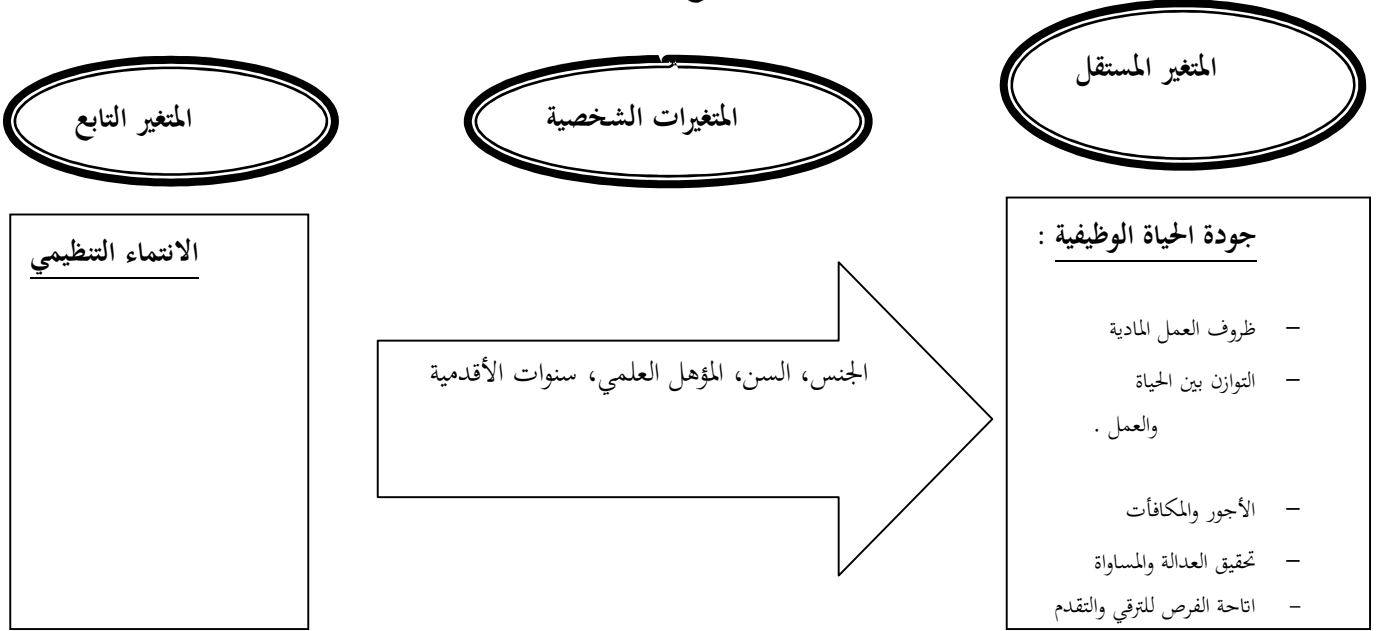 المتغير المستقل
المتغيرات الشخصية
المتغير التابع
جودة الحياة الوظيفية :
– ظروف العمل المادية
– التوازن بين الحياة
والعمل .
– الأجور والمكافأت
– تحقيق العدالة والمساواة
– اتاحة الفرص للترقي والتقدم
الجنس، السن، المؤهل العلمي، سنوات الأقدمية
الانتماء التنظيمي